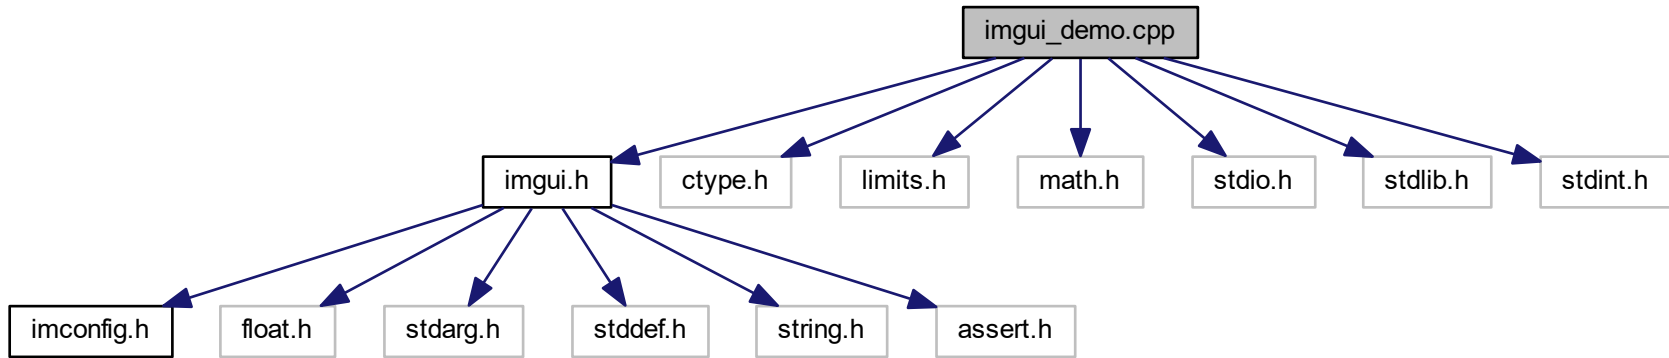 imgui_demo.cpp
imgui.h
ctype.h
limits.h
math.h
stdio.h
stdlib.h
stdint.h
imconfig.h
float.h
stdarg.h
stddef.h
string.h
assert.h